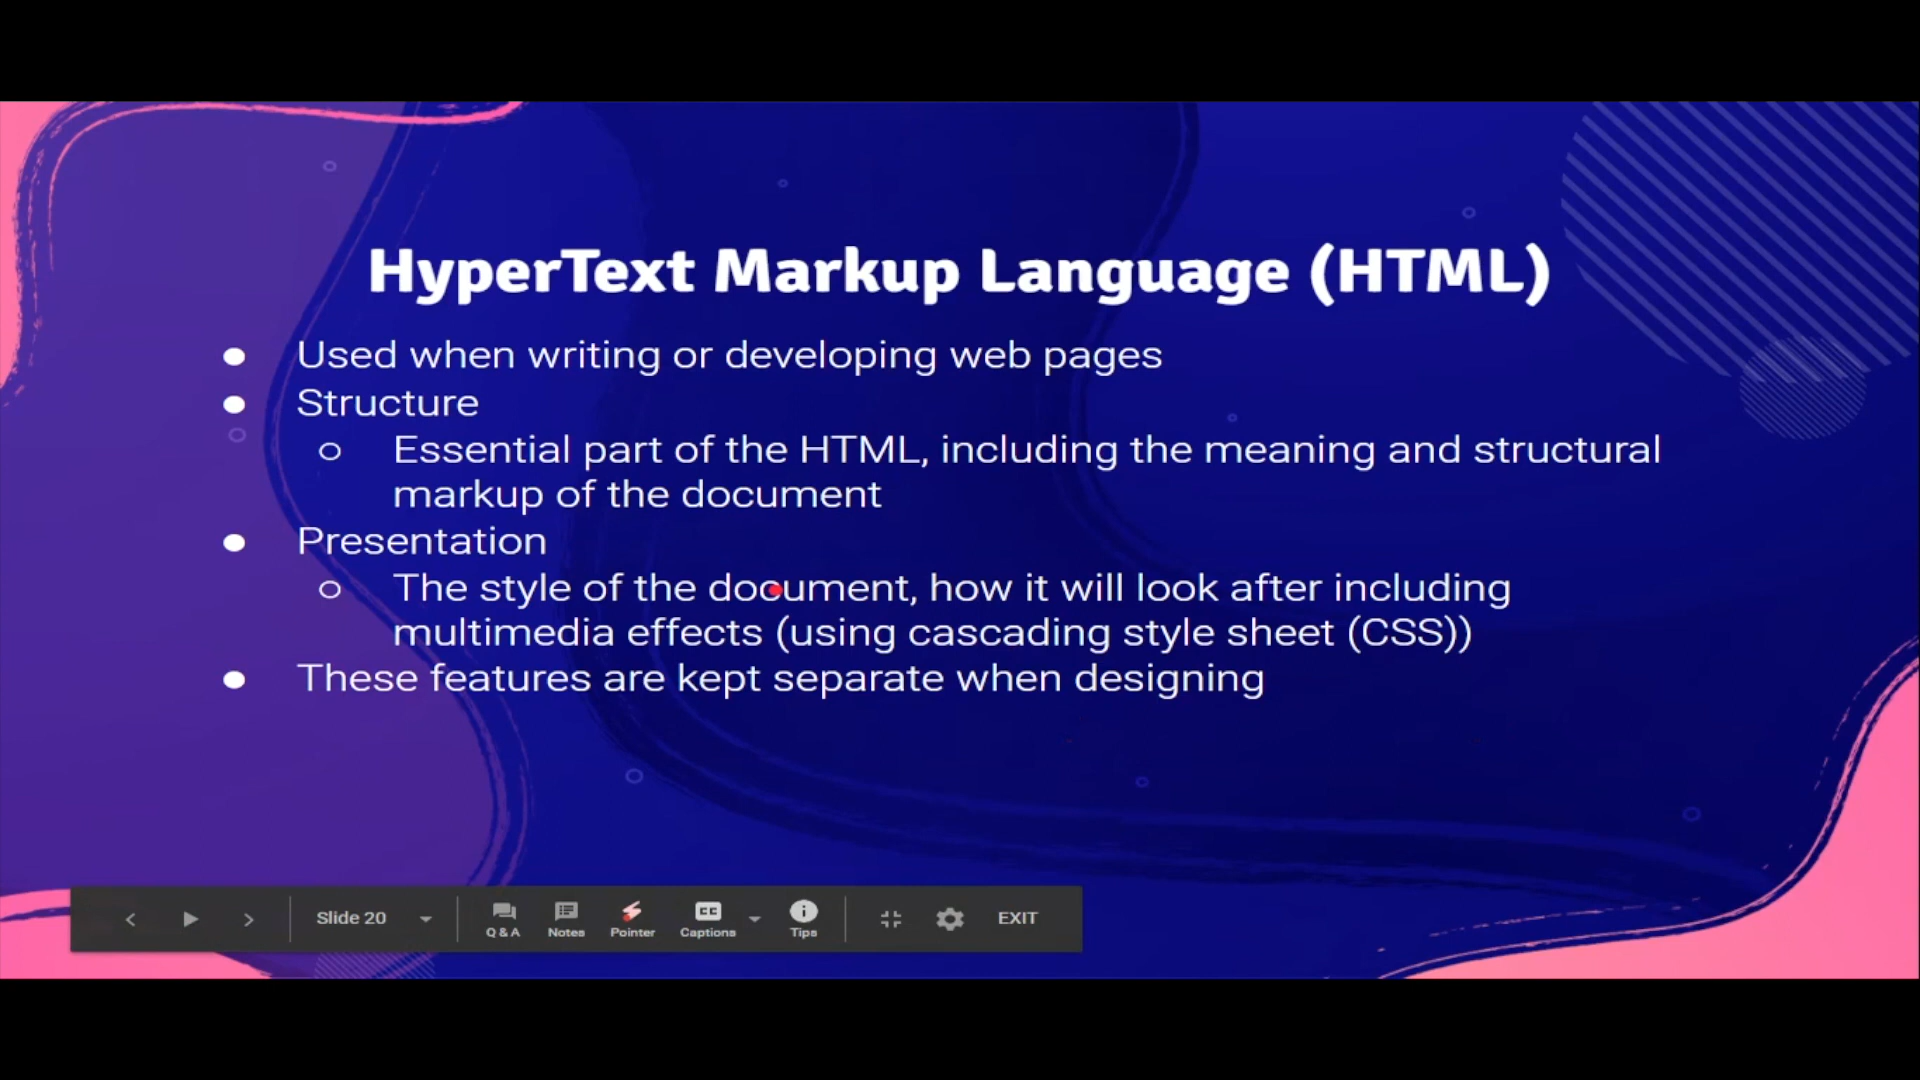 HyperText Markup Language (HTML)
● Used when writing or developing web pages
● Structure
○ Essential part of the HTML, including the meaning and structural
markup of the document
● Presentation
○ The style of the document, how it will look after including
multimedia effects (using cascading style sheet (CSS))
● These features are kept separate when designing
Slide 20
Q & A
Notes
Pointer
CC
Captions
Tips
EXIT